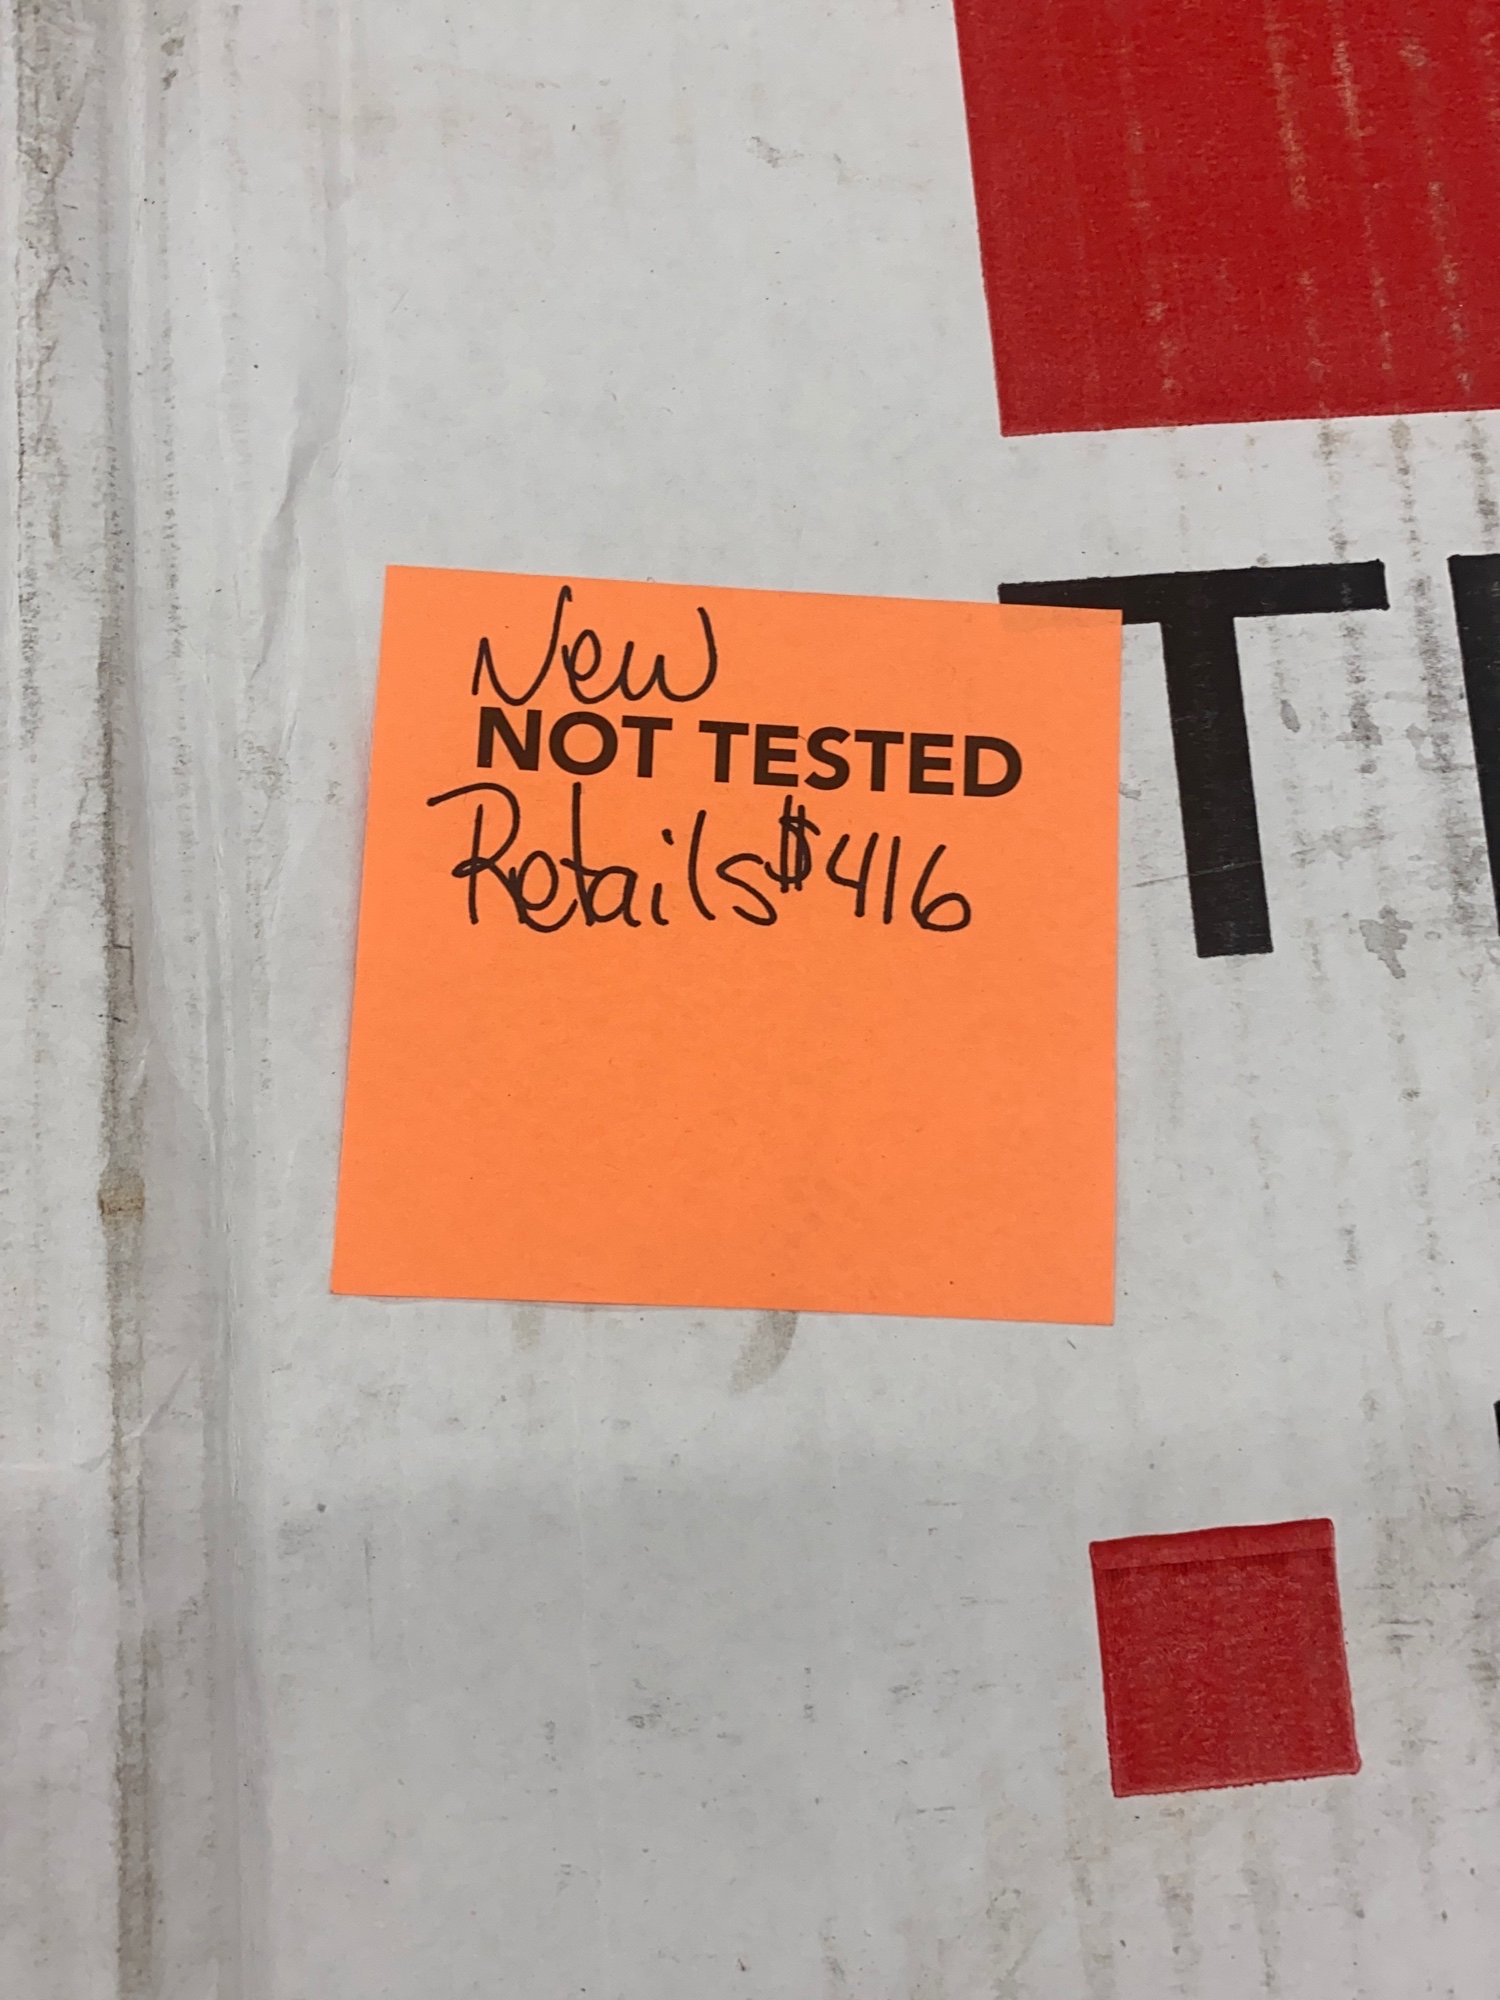 New
NOT TESTED
Retails $416
T